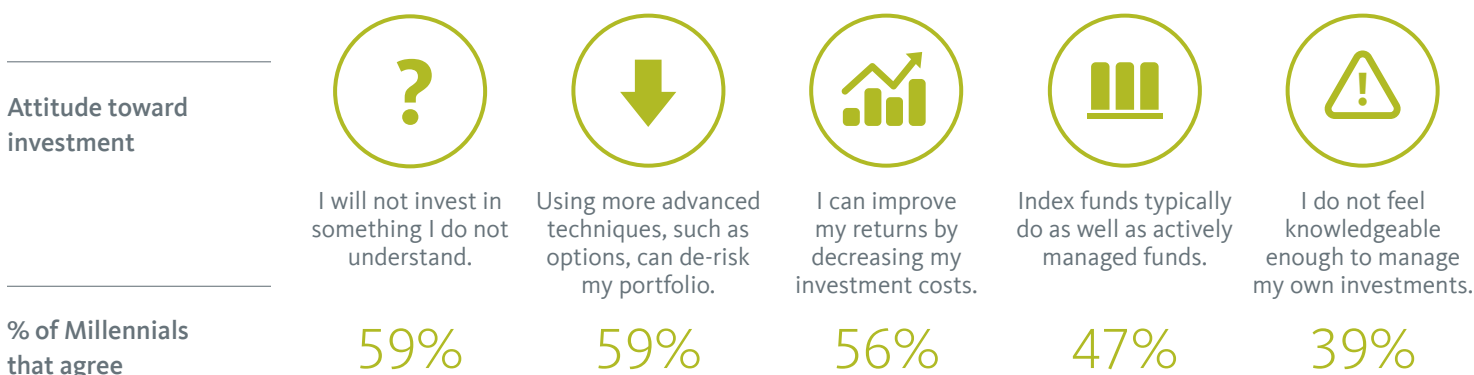 Attitude toward
investment
I will not invest in
something I do not
understand.
Using more advanced
techniques, such as
options, can de-risk
my portfolio.
I can improve
my returns by
decreasing my
investment costs.
Index funds typically
do as well as actively
managed funds.
I do not feel
knowledgeable
enough to manage
my own investments.
% of Millennials
that agree
59%
59%
56%
47%
39%